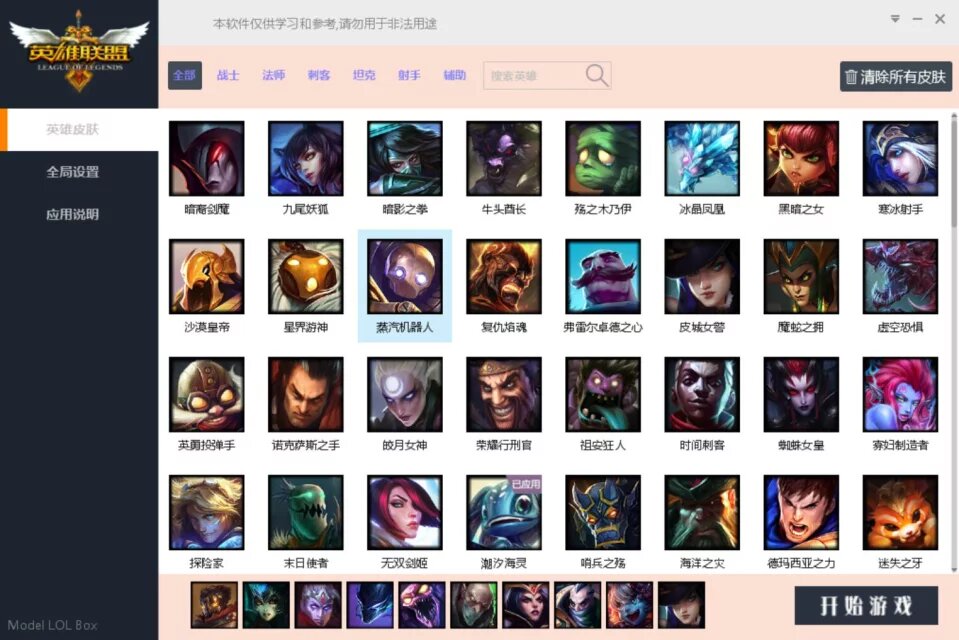 英雄联盟
LEAGUE OF LEGENDS
本软件仅供学习和参考,请勿用于非法用途
全部 战士 法师 刺客 坦克 射手 辅助 搜索英雄 清除所有皮肤
英雄皮肤
全局设置
应用说明
暗裔剑魔 九尾妖狐 暗影之拳 牛头酋长 殇之木乃伊 冰晶凤凰 黑暗之女 寒冰射手
沙漠皇帝 星界游神 蒸汽机器人 复仇焰魂 弗雷尔卓德之心 皮城女警 魔蛇之拥 虚空恐惧
英勇投弹手 诺克萨斯之手 皎月女神 荣耀行刑官 祖安狂人 时间刺客 蜘蛛女皇 寡妇制造者
已应用
探险家 末日使者 无双剑姬 潮汐海灵 哨兵之殇 海洋之灾 德玛西亚之力 迷失之牙
开始游戏
Model LOL Box